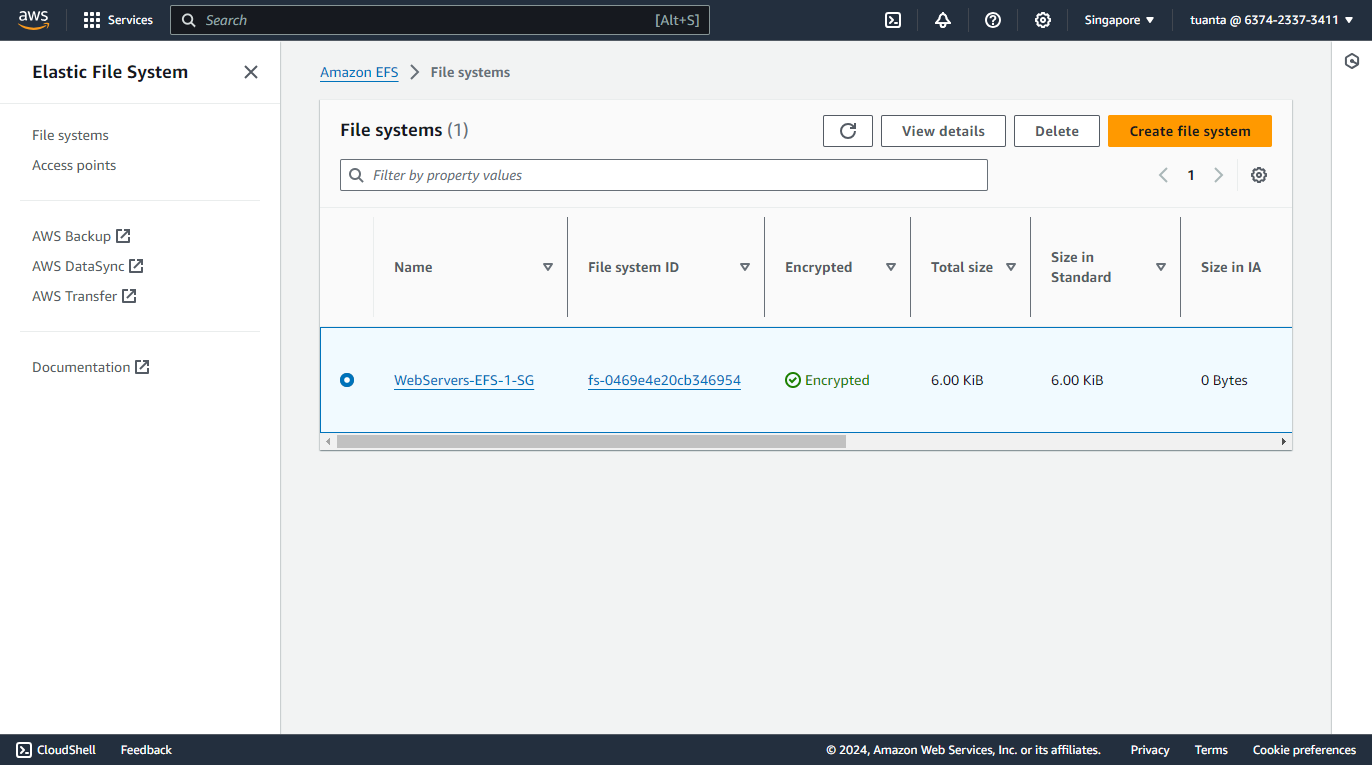 aws Services Search [Alt+S] Singapore tuanta @ 6374-2337-3411
Elastic File System
File systems
Access points
AWS Backup
AWS DataSync
AWS Transfer
Documentation
Amazon EFS File systems
File systems (1) View details Delete Create file system
Filter by property values 1
Name File system ID Encrypted Total size Size in Standard Size in IA
WebServers-EFS-1-SG fs-0469e4e20cb346954 Encrypted 6.00 KiB 6.00 KiB 0 Bytes
CloudShell Feedback © 2024, Amazon Web Services, Inc. or its affiliates. Privacy Terms Cookie preferences